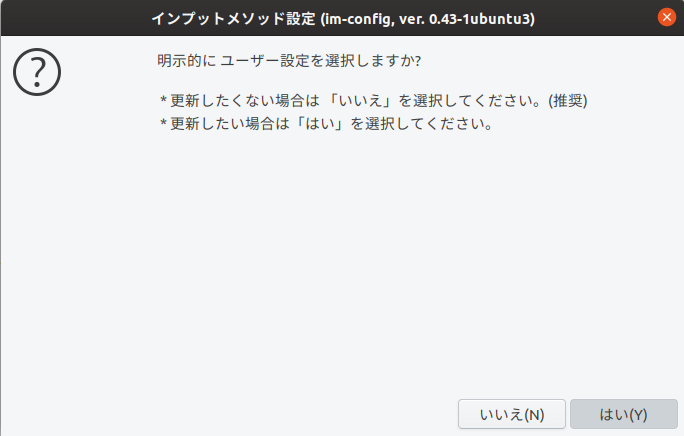 インプットメソッド設定 (im-config, ver. 0.43-1ubuntu3)
明示的に ユーザー設定を選択しますか?
* 更新したくない場合は 「いいえ」を選択してください。(推奨)
* 更新したい場合は「はい」を選択してください。
いいえ(N) はい(Y)